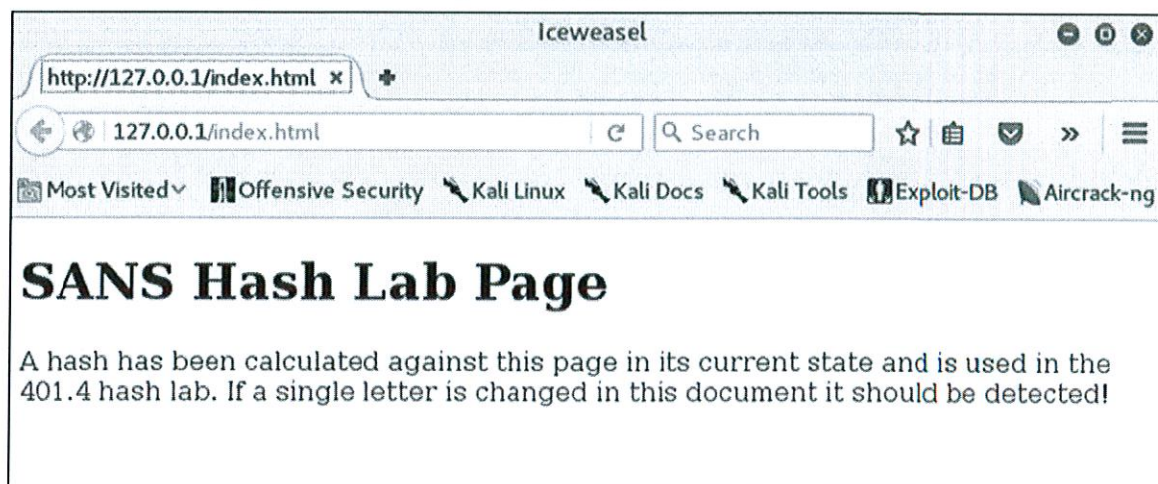 Iceweasel
http://127.0.0.1/index.html
127.0.0.1/index.html
Search
Most Visited Offensive Security Kali Linux Kali Docs Kali Tools Exploit-DB Aircrack-ng
SANS Hash Lab Page
A hash has been calculated against this page in its current state and is used in the
401.4 hash lab. If a single letter is changed in this document it should be detected!